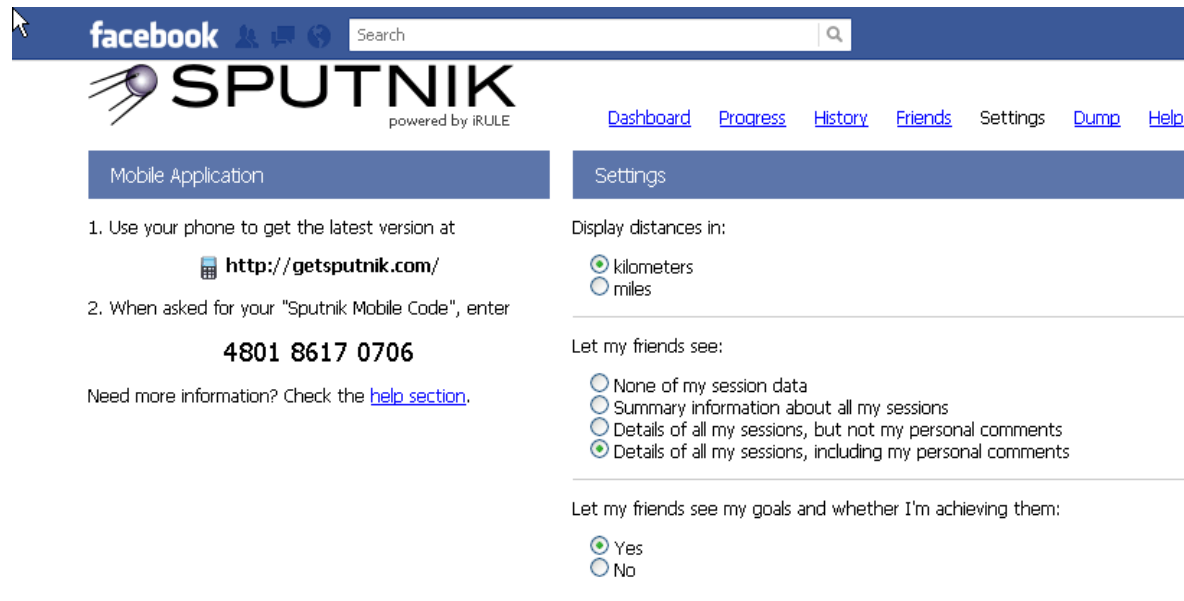 facebook
Search
SPUTNIK
powered by iRULE
Dashboard Progress History Friends Settings Dump Help
Mobile Application
1. Use your phone to get the latest version at
http://getsputnik.com/
2. When asked for your "Sputnik Mobile Code", enter
4801 8617 0706
Need more information? Check the help section.
Settings
Display distances in:
kilometers
miles
Let my friends see:
None of my session data
Summary information about all my sessions
Details of all my sessions, but not my personal comments
Details of all my sessions, including my personal comments
Let my friends see my goals and whether I'm achieving them:
Yes
No